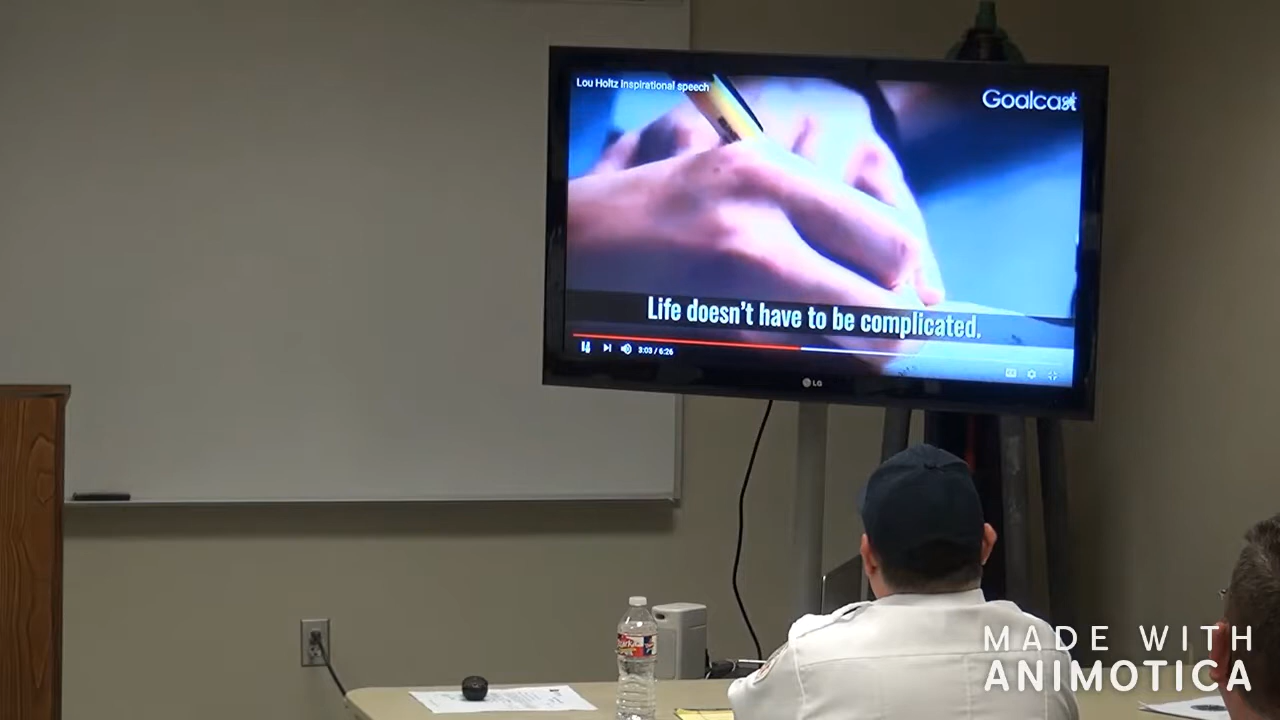 Lou Holtz Inspirational speech
Goalcast
Life doesn't have to be complicated.
3:03 / 6:26
LG
MADE WITH
ANIMOTICA